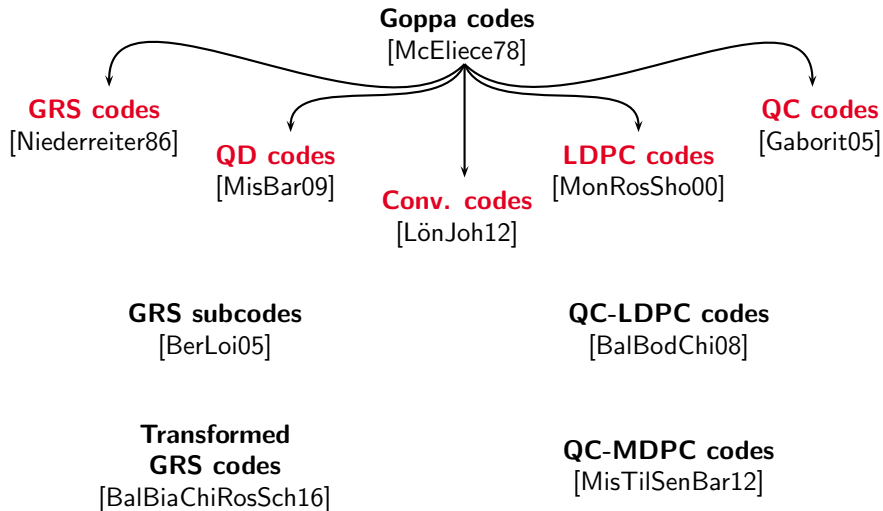 Goppa codes
[McEliece78]
GRS codes
[Niederreiter86]
QD codes
[MisBar09]
Conv. codes
[LönJoh12]
LDPC codes
[MonRosSho00]
QC codes
[Gaborit05]
GRS subcodes
[BerLoi05]
QC-LDPC codes
[BalBodChi08]
Transformed
GRS codes
[BalBiaChiRosSch16]
QC-MDPC codes
[MisTilSenBar12]